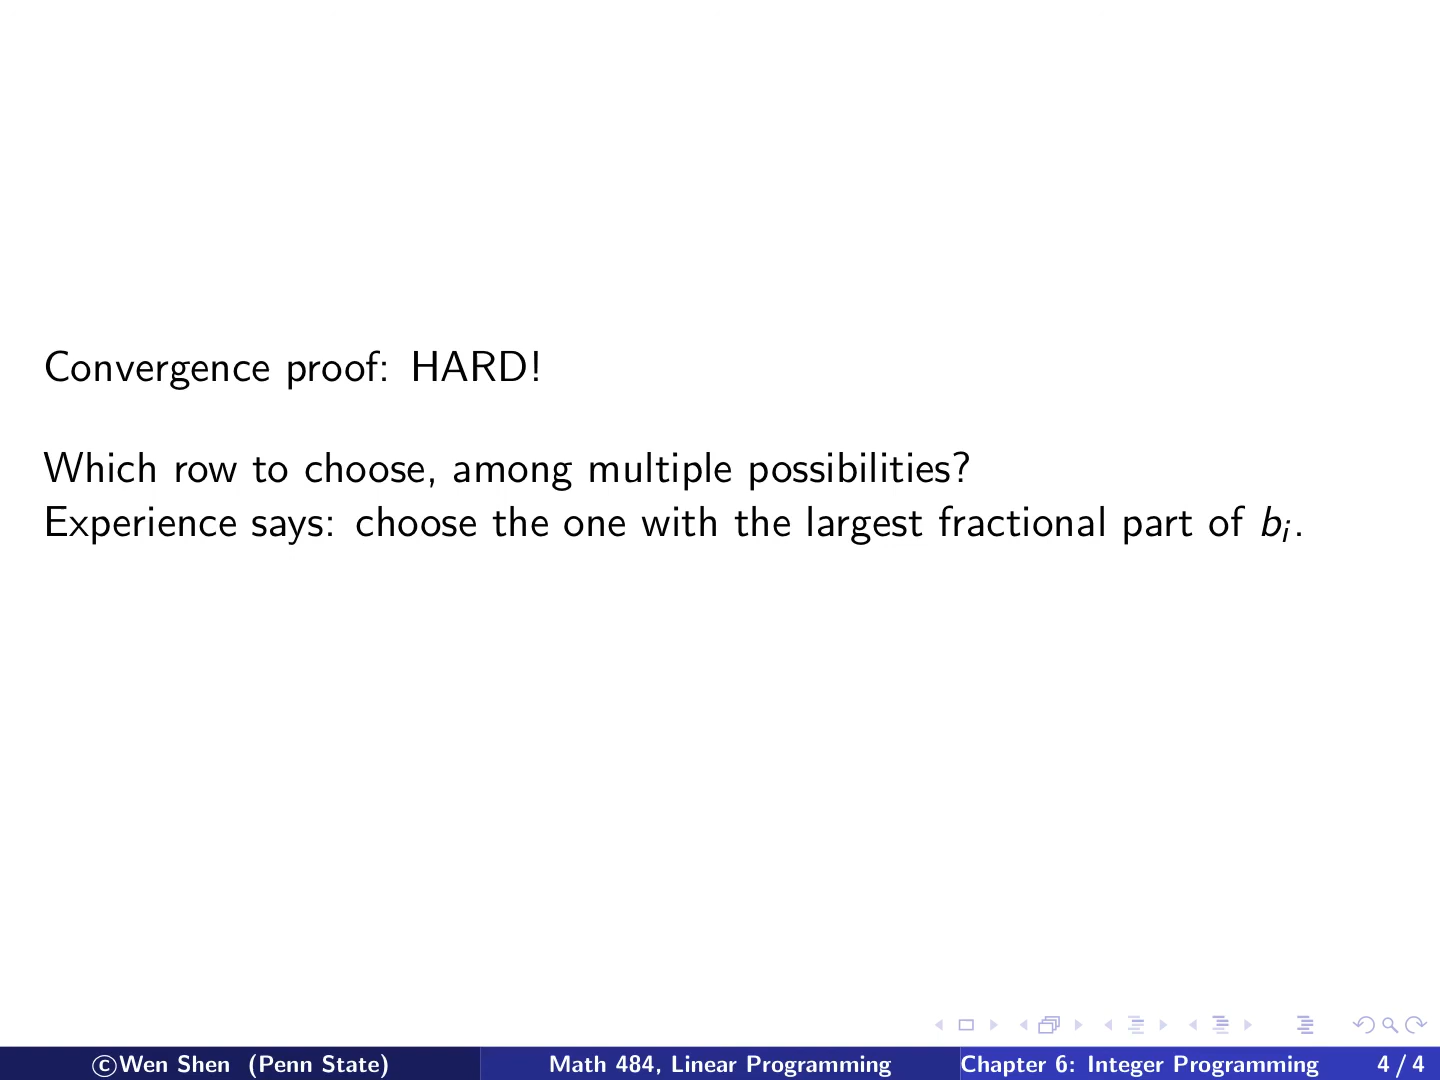 Convergence proof: HARD!
Which row to choose, among multiple possibilities?
Experience says: choose the one with the largest fractional part of bᵢ.
©Wen Shen (Penn State) Math 484, Linear Programming Chapter 6: Integer Programming 4 / 4